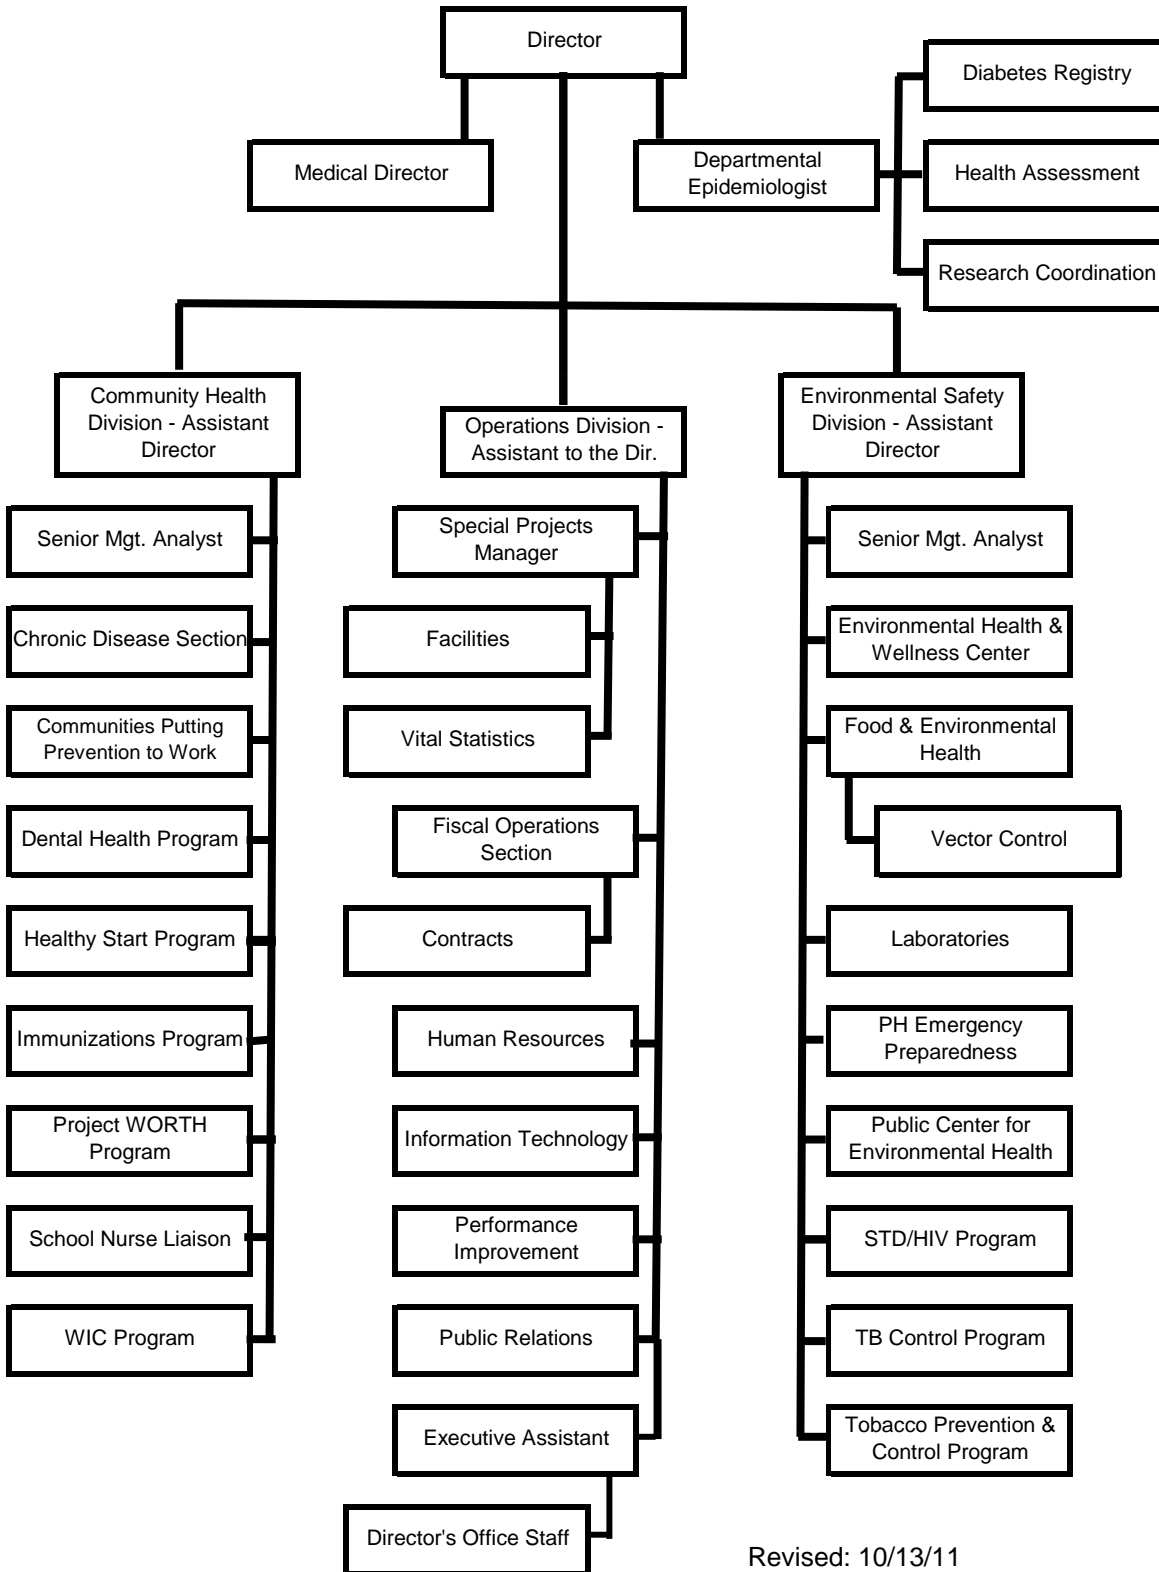 Director
Medical Director
Departmental
Epidemiologist
Diabetes Registry
Health Assessment
Research Coordination
Community Health
Division - Assistant
Director
Senior Mgt. Analyst
Chronic Disease Section
Communities Putting
Prevention to Work
Dental Health Program
Healthy Start Program
Immunizations Program
Project WORTH
Program
School Nurse Liaison
WIC Program
Operations Division -
Assistant to the Dir.
Special Projects
Manager
Facilities
Vital Statistics
Fiscal Operations
Section
Contracts
Human Resources
Information Technology
Performance
Improvement
Public Relations
Executive Assistant
Director's Office Staff
Environmental Safety
Division - Assistant
Director
Senior Mgt. Analyst
Environmental Health &
Wellness Center
Food & Environmental
Health
Vector Control
Laboratories
PH Emergency
Preparedness
Public Center for
Environmental Health
STD/HIV Program
TB Control Program
Tobacco Prevention &
Control Program
Revised: 10/13/11